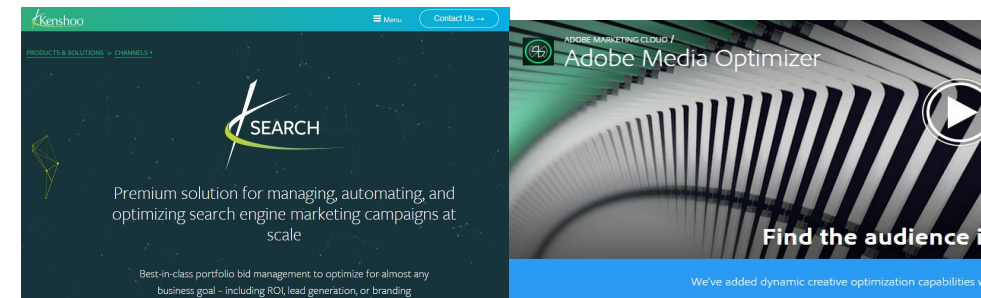 Kenshoo
Menu
Contact Us →
PRODUCTS & SOLUTIONS » CHANNELS
SEARCH
Premium solution for managing, automating, and
optimizing search engine marketing campaigns at
scale
Best-in-class portfolio bid management to optimize for almost any
business goal – including ROI, lead generation, or branding
ADOBE MARKETING CLOUD /
Adobe Media Optimizer
Find the audience i
We've added dynamic creative optimization capabilities